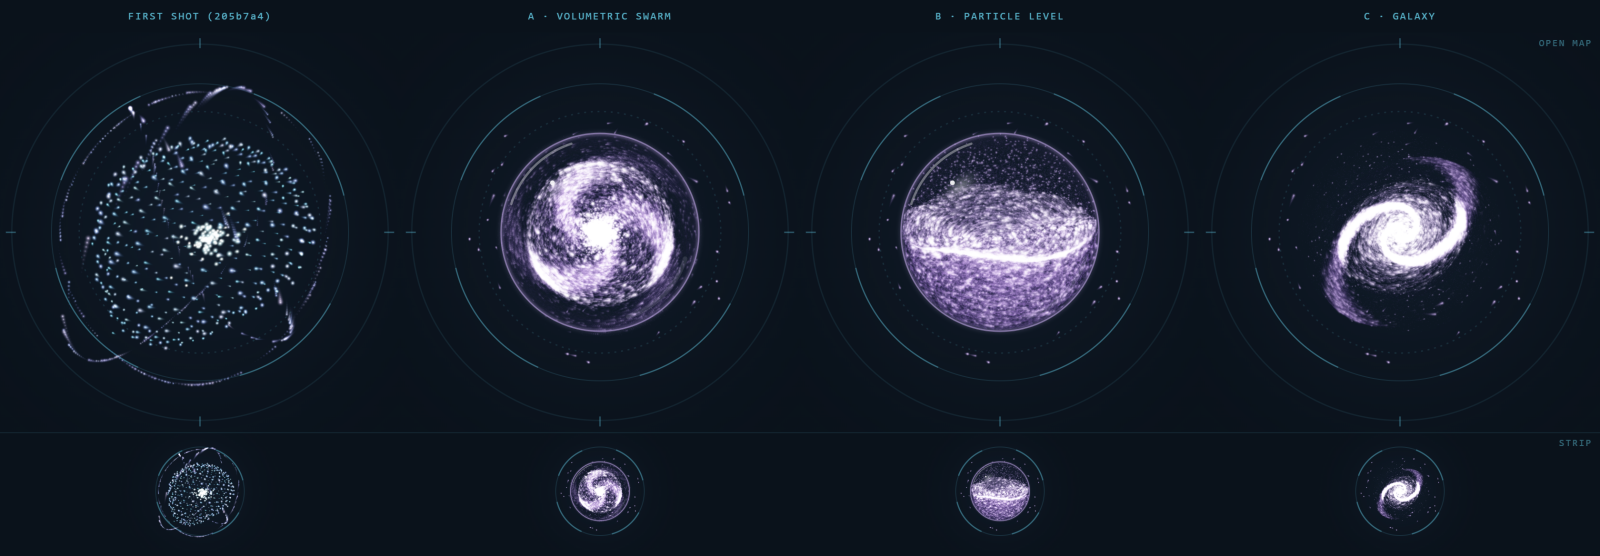 FIRST SHOT (205b7a4)
A · VOLUMETRIC SWARM
B · PARTICLE LEVEL
C · GALAXY
OPEN MAP
STRIP